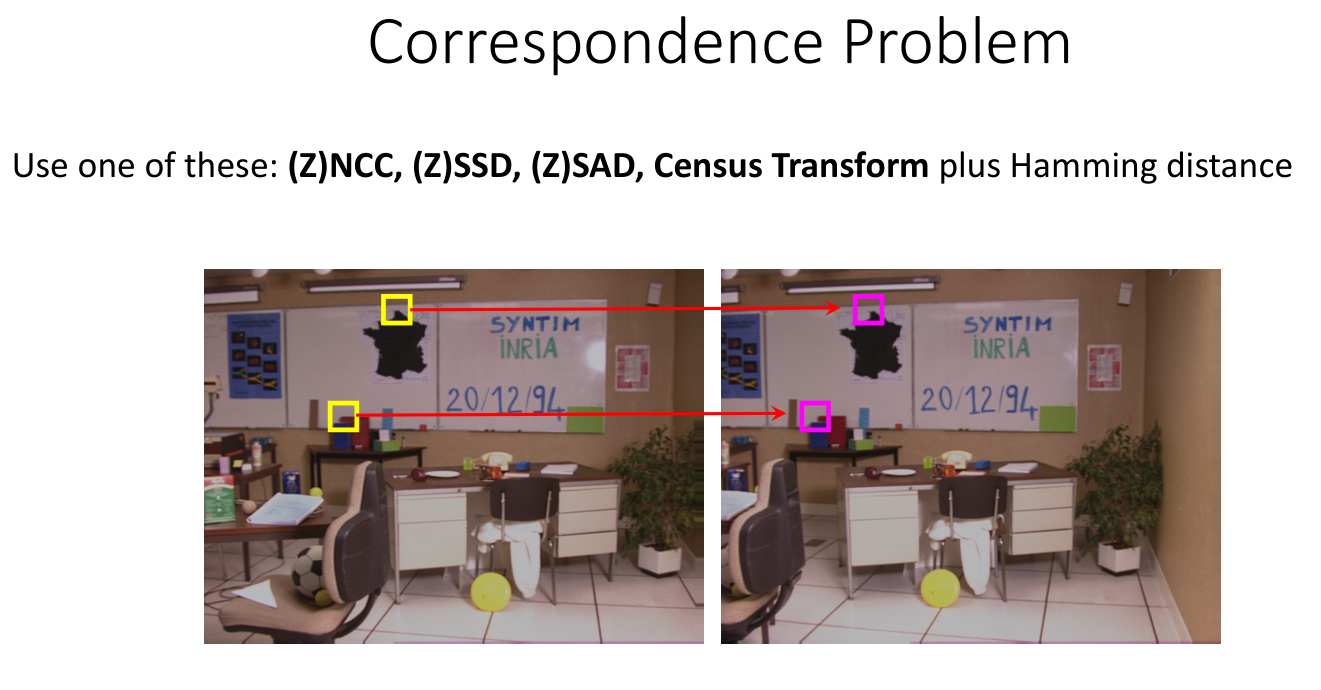 Correspondence Problem
Use one of these: (Z)NCC, (Z)SSD, (Z)SAD, Census Transform plus Hamming distance
SYNTIM
INRIA
20/12/94
SYNTIM
INRIA
20/12/94